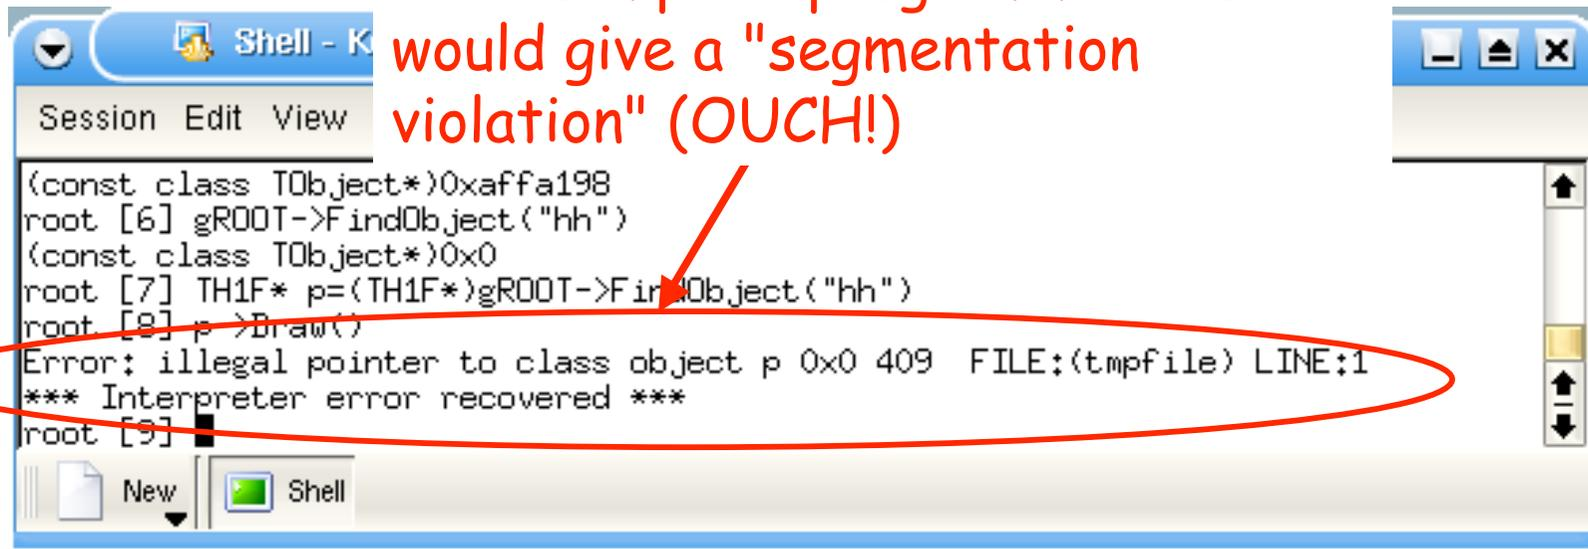 would give a "segmentation
violation" (OUCH!)
Shell - K
Session Edit View
(const class TObject*)0xaffa198
root [6] gROOT->FindObject("hh")
(const class TObject*)0x0
root [7] TH1F* p=(TH1F*)gROOT->FindObject("hh")
root [8] p->Draw()
Error: illegal pointer to class object p 0x0 409  FILE:(tmpfile) LINE:1
*** Interpreter error recovered ***
root [9]
New
Shell